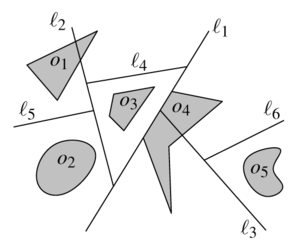 ℓ₂
ℓ₁
o₁
ℓ₄
o₃
o₄
ℓ₅
ℓ₆
o₂
o₅
ℓ₃